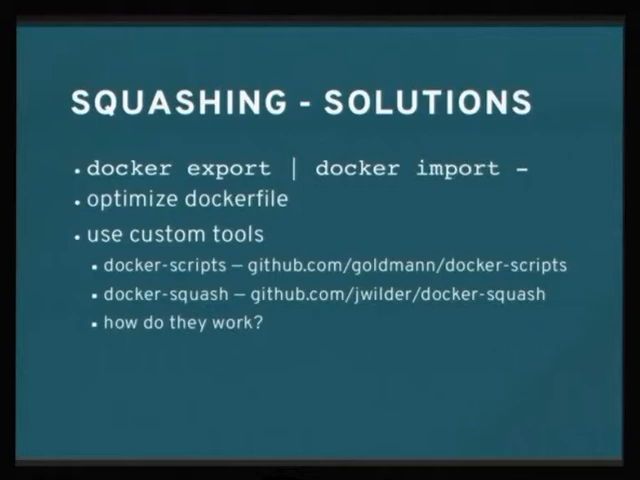 SQUASHING - SOLUTIONS
• docker export | docker import -
• optimize dockerfile
• use custom tools
▪ docker-scripts – github.com/goldmann/docker-scripts
▪ docker-squash – github.com/jwilder/docker-squash
▪ how do they work?